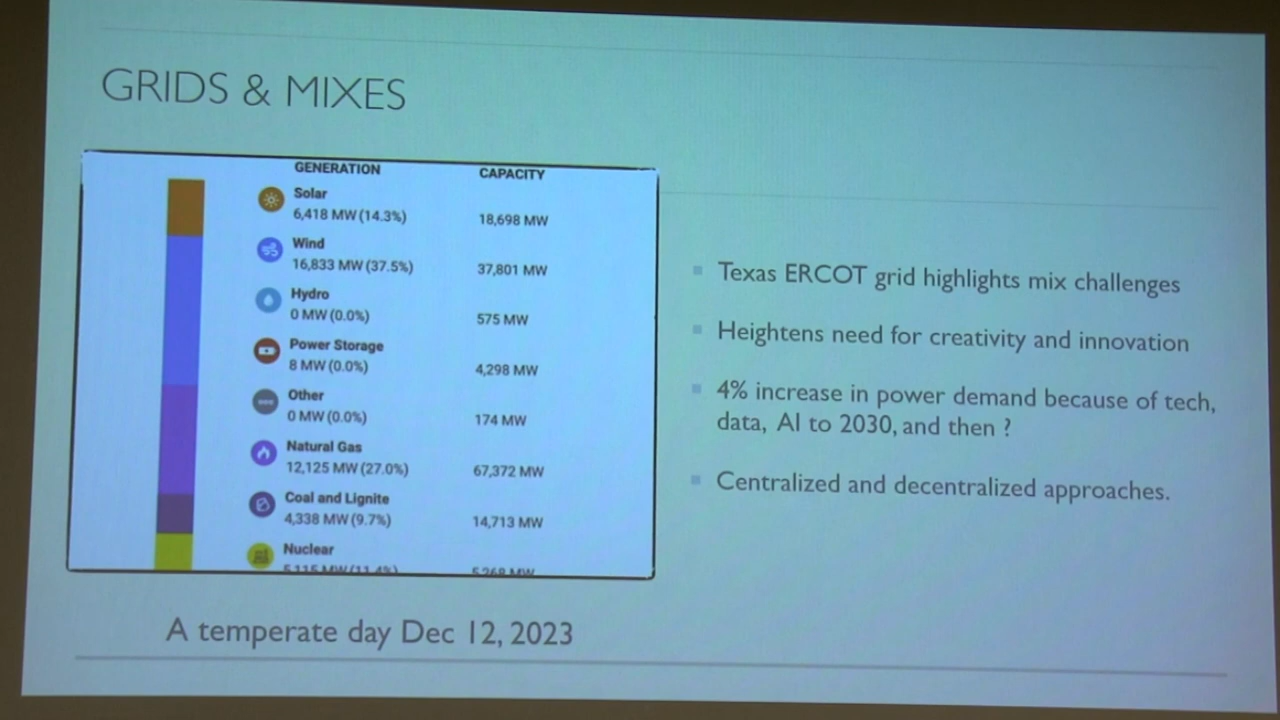 GRIDS & MIXES
GENERATION CAPACITY
Solar
6,418 MW (14.3%) 18,698 MW
Wind
16,833 MW (37.5%) 37,801 MW
Hydro
0 MW (0.0%) 575 MW
Power Storage
8 MW (0.0%) 4,298 MW
Other
0 MW (0.0%) 174 MW
Natural Gas
12,125 MW (27.0%) 67,372 MW
Coal and Lignite
4,338 MW (9.7%) 14,713 MW
Nuclear
5,115 MW (11.4%) 5,268 MW
A temperate day Dec 12, 2023
Texas ERCOT grid highlights mix challenges
Heightens need for creativity and innovation
4% increase in power demand because of tech,
data, AI to 2030, and then ?
Centralized and decentralized approaches.